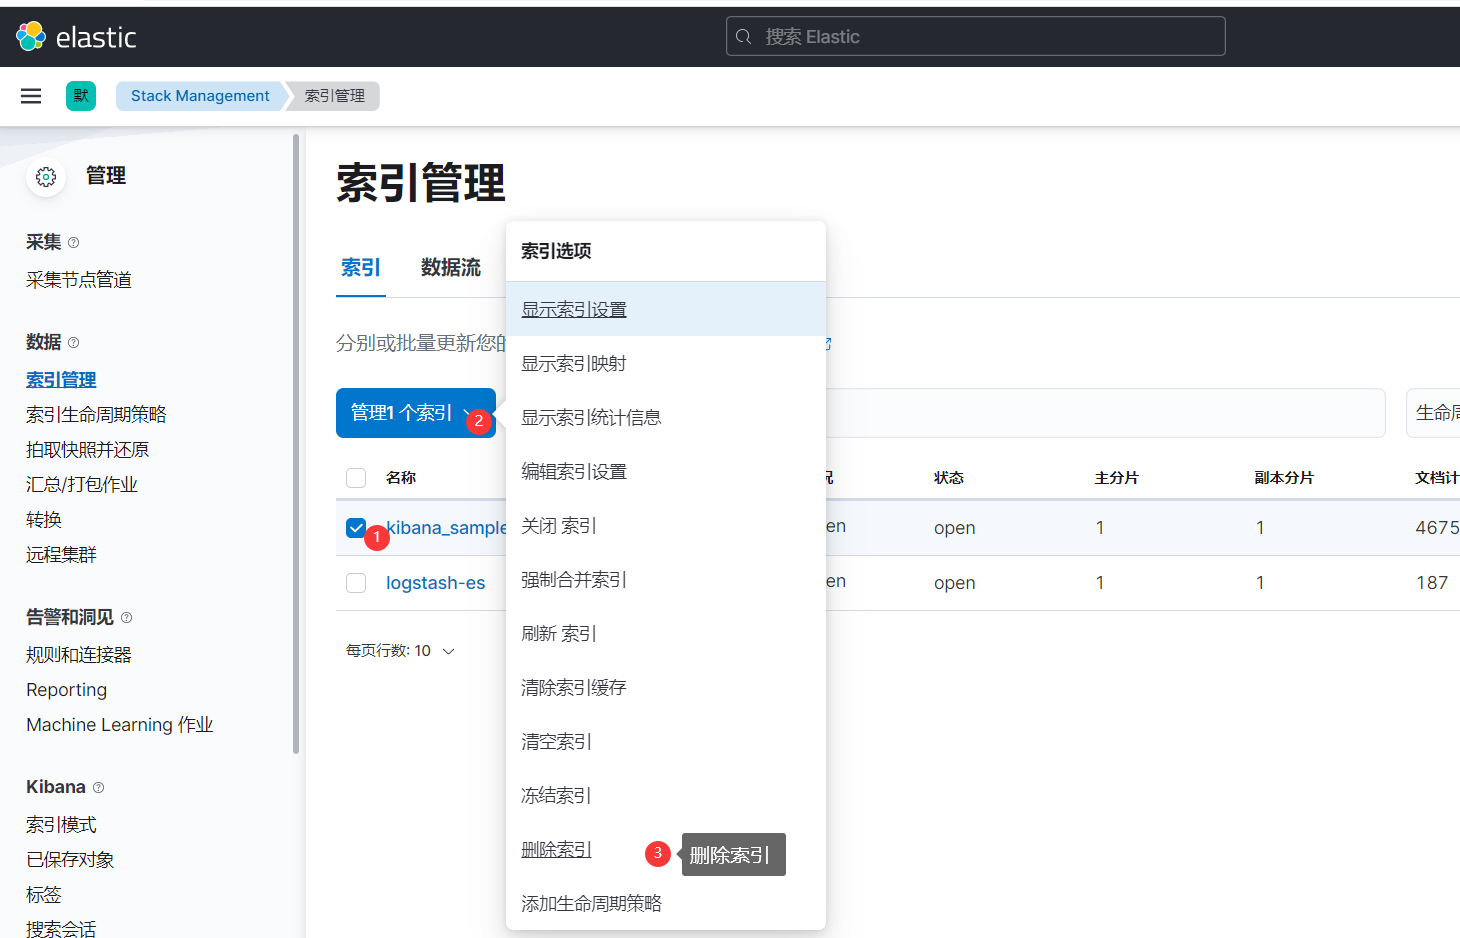 elastic
搜索 Elastic
默
Stack Management
索引管理
管理
采集
采集节点管道
数据
索引管理
索引生命周期策略
拍取快照并还原
汇总/打包作业
转换
远程集群
告警和洞见
规则和连接器
Reporting
Machine Learning 作业
Kibana
索引模式
已保存对象
标签
搜索会话
索引管理
索引
数据流
分别或批量更新您的
管理1 个索引
2
生命周
名称
状态
主分片
副本分片
文档计
1
kibana_sample
en
open
1
1
4675
logstash-es
en
open
1
1
187
每页行数: 10
索引选项
显示索引设置
显示索引映射
显示索引统计信息
编辑索引设置
关闭 索引
强制合并索引
刷新 索引
清除索引缓存
清空索引
冻结索引
删除索引
3
删除索引
添加生命周期策略